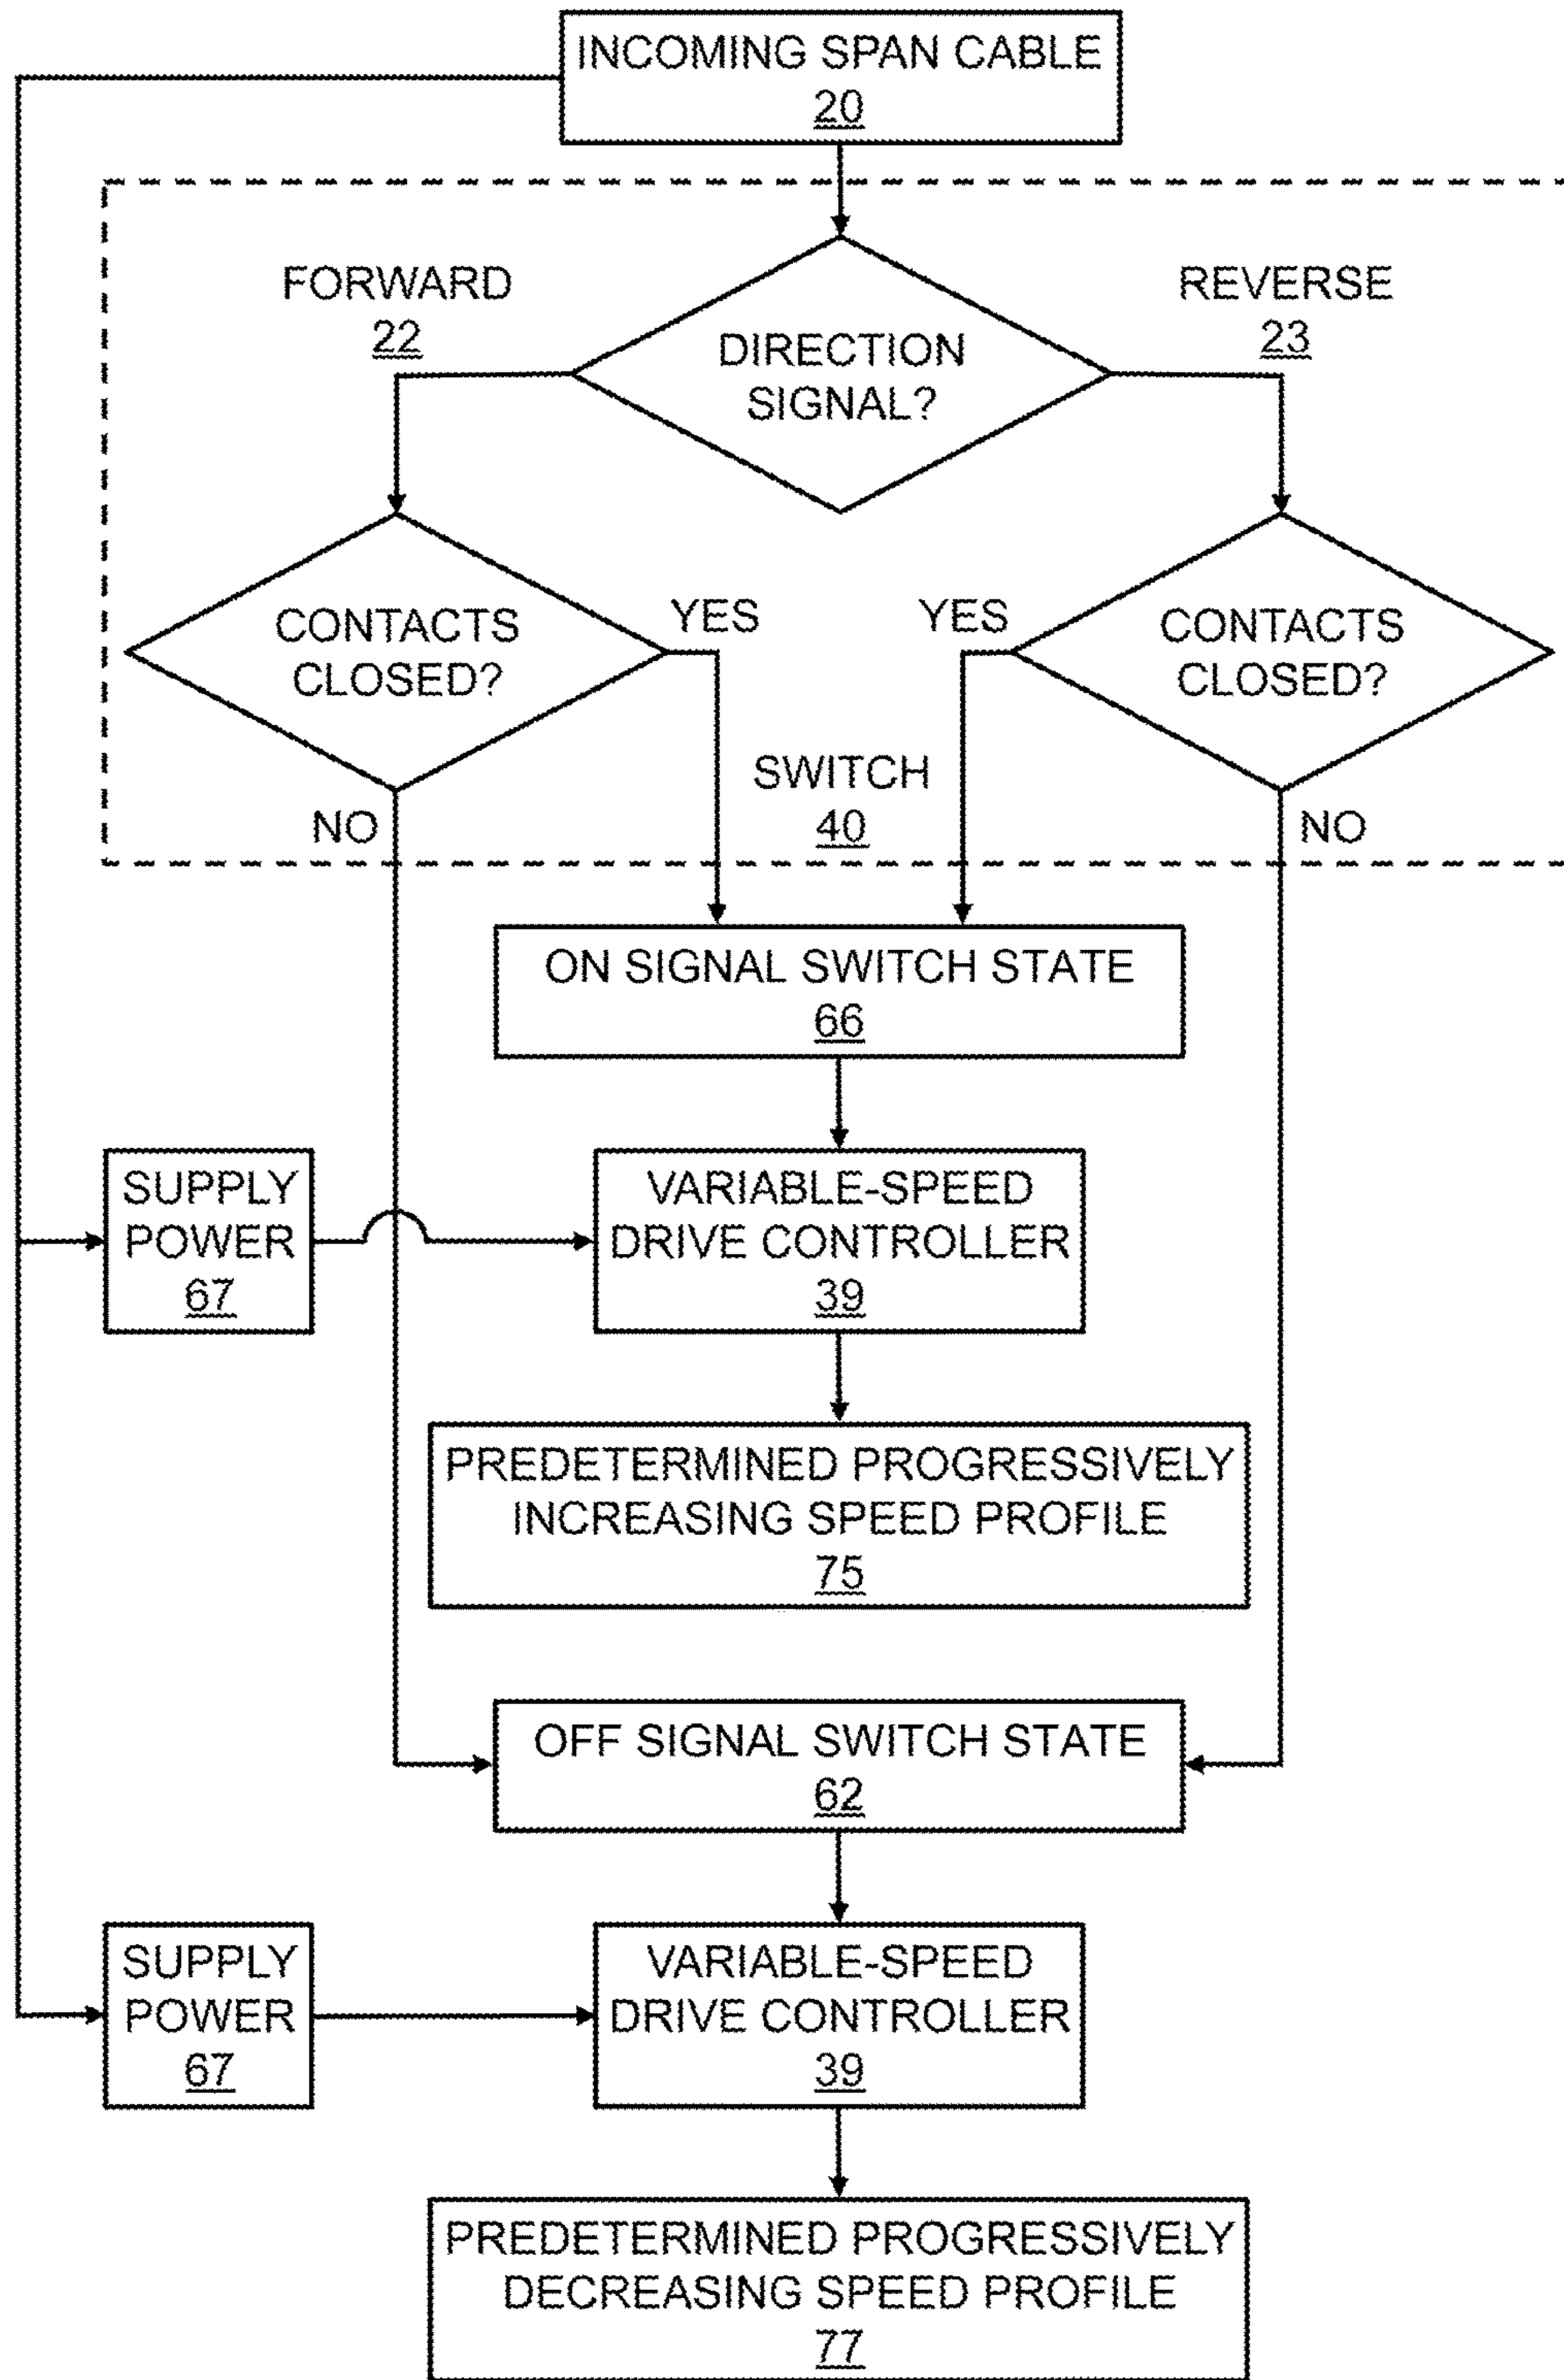 INCOMING SPAN CABLE
20
FORWARD
22
REVERSE
23
DIRECTION
SIGNAL?
CONTACTS
CLOSED?
YES
YES
CONTACTS
CLOSED?
SWITCH
40
NO
NO
ON SIGNAL SWITCH STATE
66
SUPPLY
POWER
67
VARIABLE-SPEED
DRIVE CONTROLLER
39
PREDETERMINED PROGRESSIVELY
INCREASING SPEED PROFILE
75
OFF SIGNAL SWITCH STATE
62
SUPPLY
POWER
67
VARIABLE-SPEED
DRIVE CONTROLLER
39
PREDETERMINED PROGRESSIVELY
DECREASING SPEED PROFILE
77